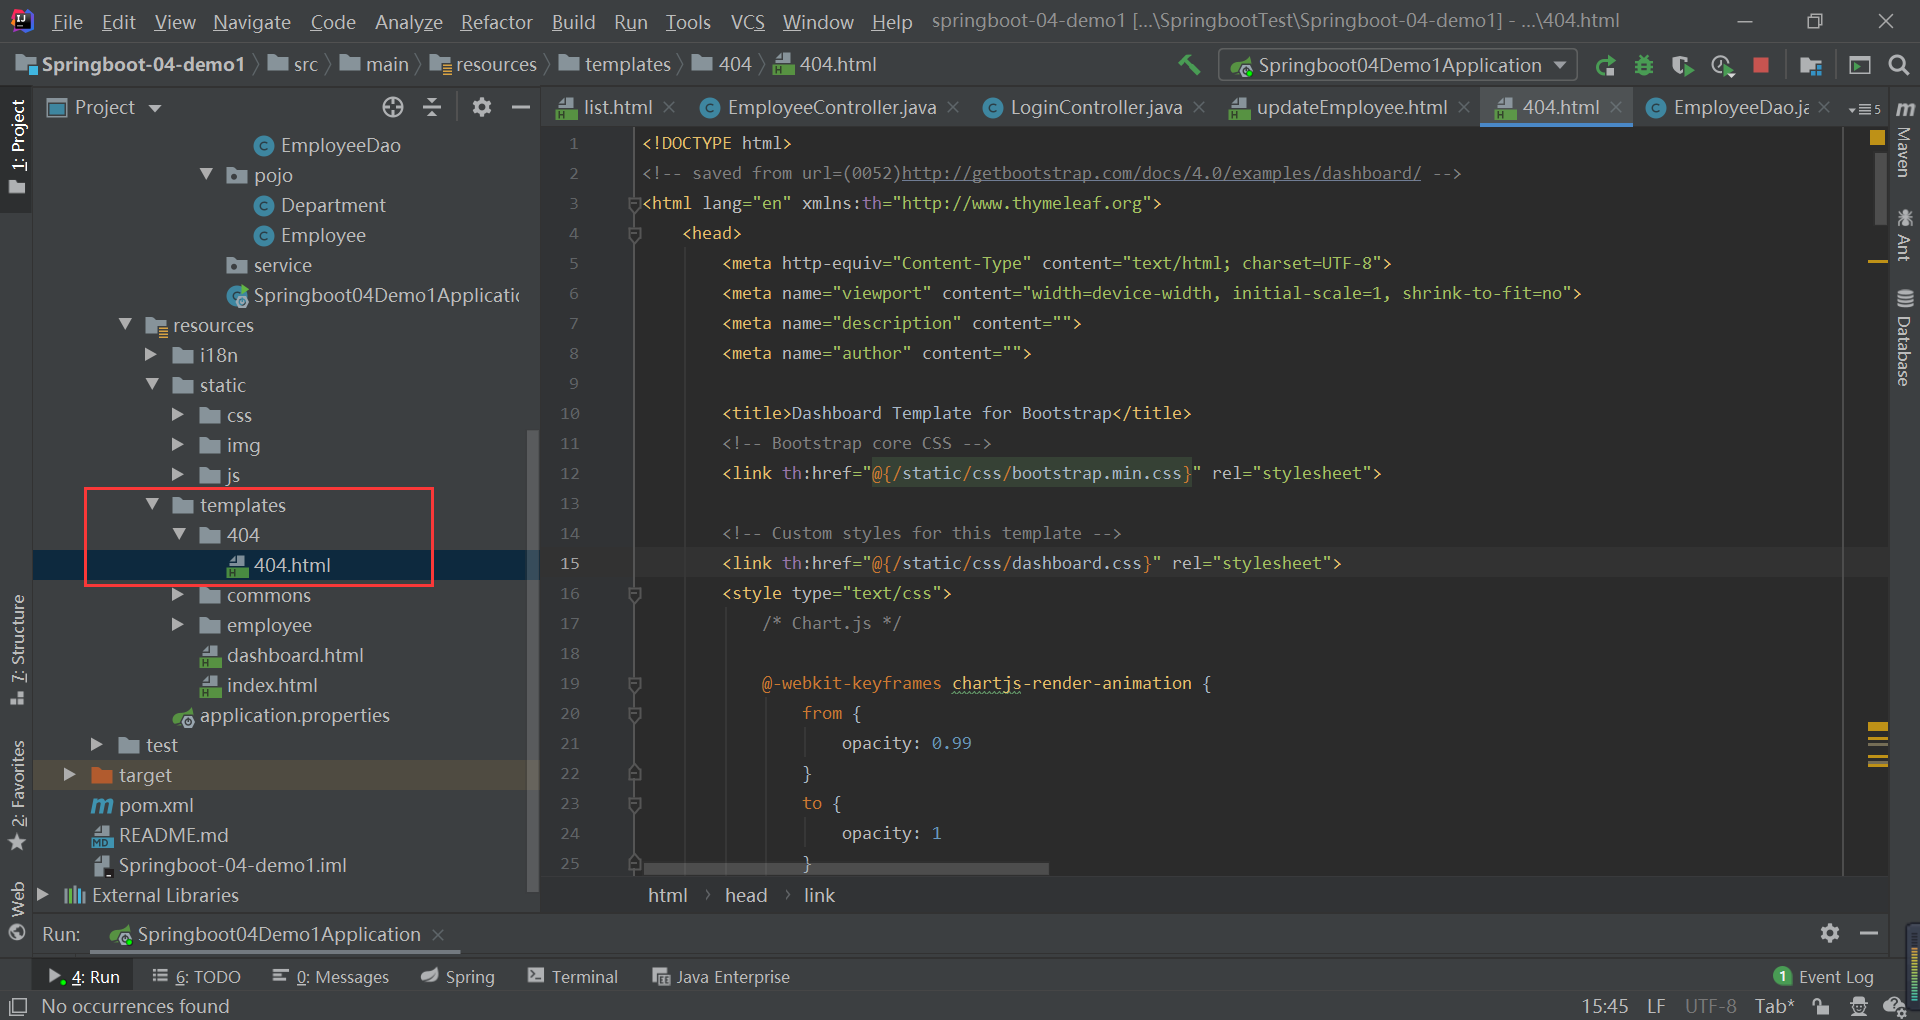 File Edit View Navigate Code Analyze Refactor Build Run Tools VCS Window Help springboot-04-demo1 [...\SpringbootTest\Springboot-04-demo1] - ...\404.html
Springboot-04-demo1 src main resources templates 404 404.html Springboot04Demo1Application
Project
list.html EmployeeController.java LoginController.java updateEmployee.html 404.html EmployeeDao.ja 5
1: Project
7: Structure
2: Favorites
Web
EmployeeDao
pojo
Department
Employee
service
Springboot04Demo1Applicatio
resources
i18n
static
css
img
js
templates
404
404.html
commons
employee
dashboard.html
index.html
application.properties
test
target
pom.xml
README.md
Springboot-04-demo1.iml
External Libraries
1 <!DOCTYPE html>
2 <!-- saved from url=(0052)http://getbootstrap.com/docs/4.0/examples/dashboard/ -->
3 <html lang="en" xmlns:th="http://www.thymeleaf.org">
4 <head>
5 <meta http-equiv="Content-Type" content="text/html; charset=UTF-8">
6 <meta name="viewport" content="width=device-width, initial-scale=1, shrink-to-fit=no">
7 <meta name="description" content="">
8 <meta name="author" content="">
9
10 <title>Dashboard Template for Bootstrap</title>
11 <!-- Bootstrap core CSS -->
12 <link th:href="@{/static/css/bootstrap.min.css}" rel="stylesheet">
13
14 <!-- Custom styles for this template -->
15 <link th:href="@{/static/css/dashboard.css}" rel="stylesheet">
16 <style type="text/css">
17 /* Chart.js */
18
19 @-webkit-keyframes chartjs-render-animation {
20 from {
21 opacity: 0.99
22 }
23 to {
24 opacity: 1
25 }
html head link
Maven
Ant
Database
Run: Springboot04Demo1Application
4: Run 6: TODO 0: Messages Spring Terminal Java Enterprise 1 Event Log
No occurrences found 15:45 LF UTF-8 Tab*